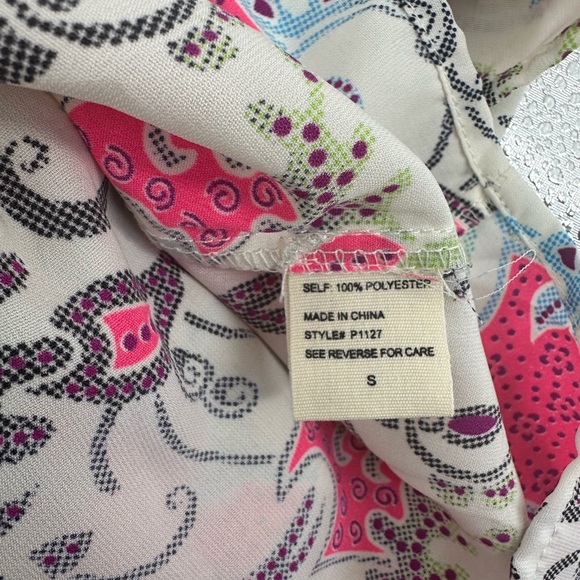 S
SELF: 100% POLYESTER
MADE IN CHINA
STYLE# P1127
SEE REVERSE FOR CARE
S